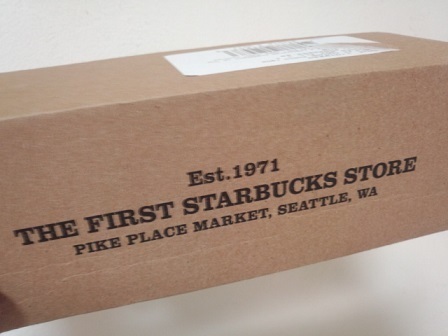 Est.1971
THE FIRST STARBUCKS STORE
PIKE PLACE MARKET, SEATTLE, WA